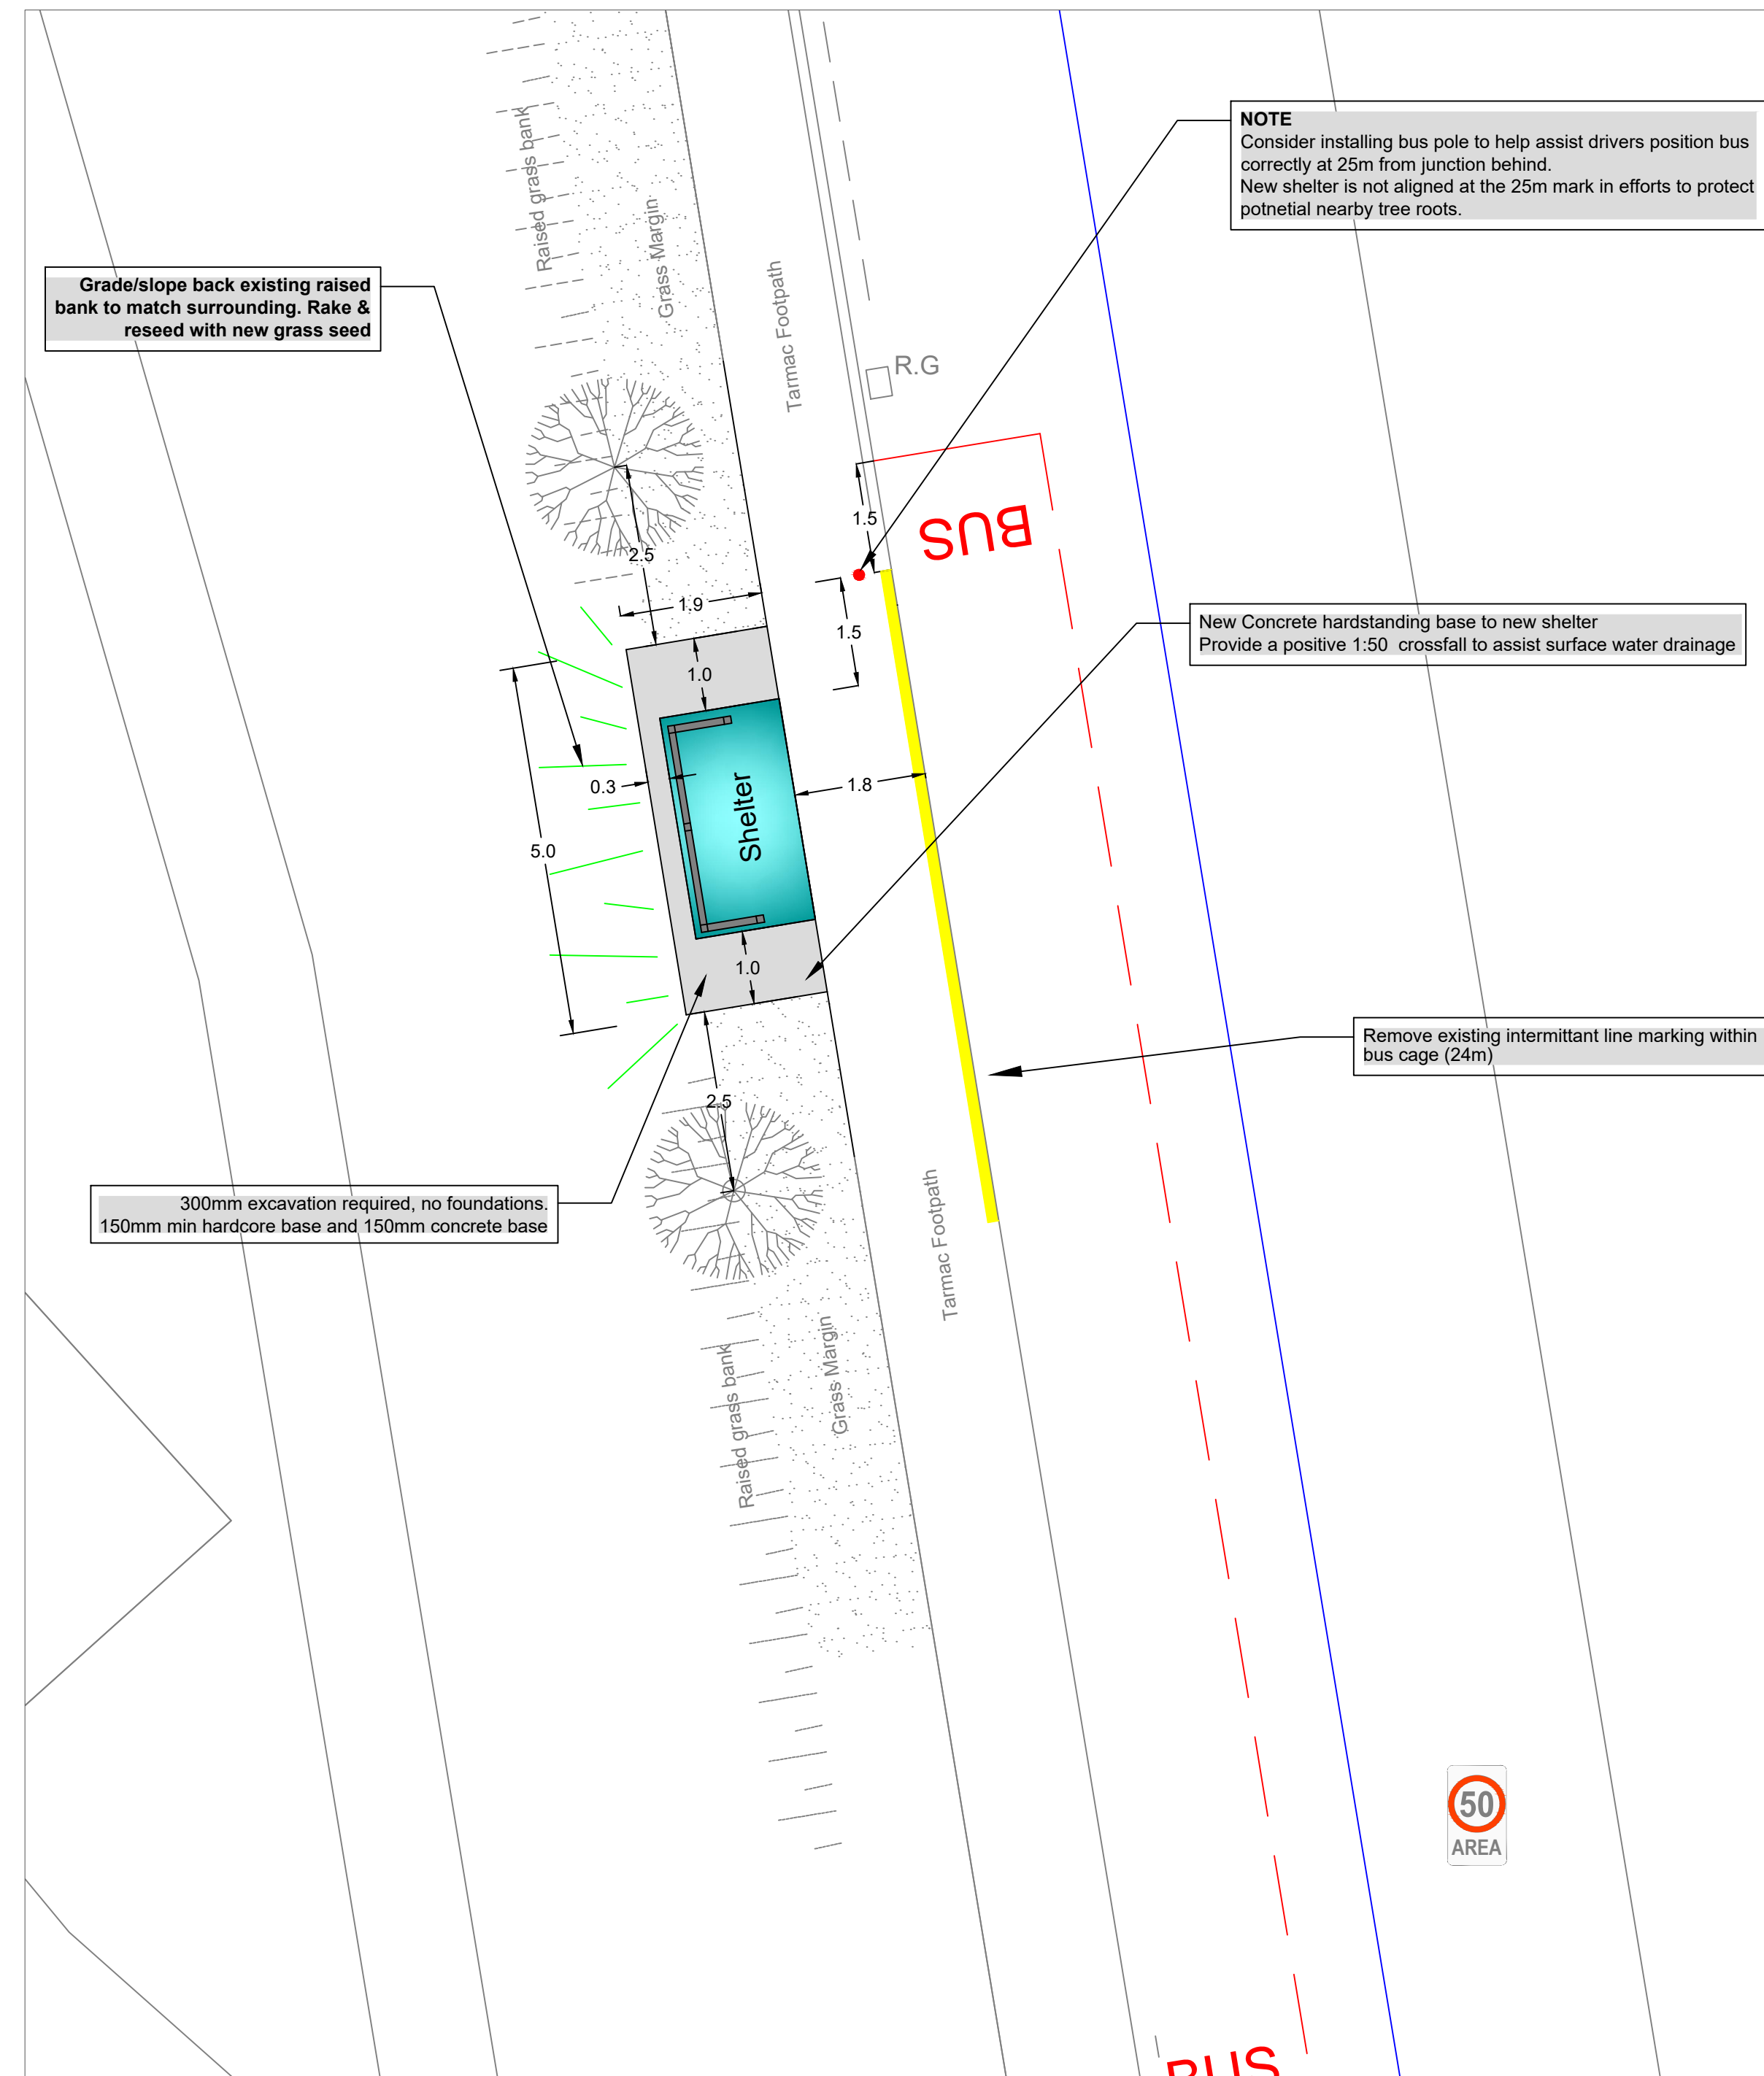 NOTE
Consider installing bus pole to help assist drivers position bus
correctly at 25m from junction behind.
New shelter is not aligned at the 25m mark in efforts to protect
potnetial nearby tree roots.
Raised grass bank
Grass Margin
Tarmac Footpath
Grade/slope back existing raised
bank to match surrounding. Rake &
reseed with new grass seed
R.G
1.5
BUS
2.5
1.9
1.5
New Concrete hardstanding base to new shelter
Provide a positive 1:50 crossfall to assist surface water drainage
1.0
0.3
1.8
Shelter
5.0
1.0
Remove existing intermittant line marking within
bus cage (24m)
2.5
300mm excavation required, no foundations.
150mm min hardcore base and 150mm concrete base
Tarmac Footpath
Raised grass bank
Grass Margin
50
AREA
BUS